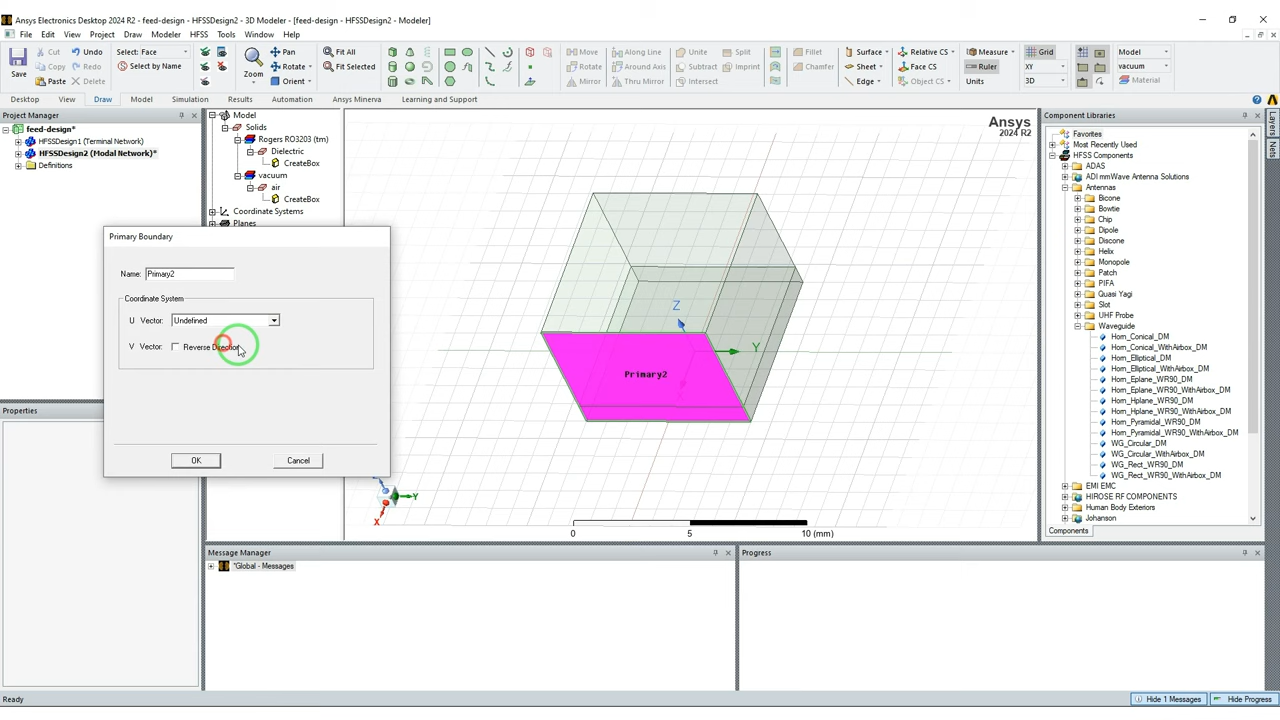 Ansys Electronics Desktop 2024 R2 - feed-design - HFSSDesign2 - 3D Modeler - [feed-design - HFSSDesign2 - Modeler]
File Edit View Project Draw Modeler HFSS Tools Window Help
Save
Cut Undo
Copy Redo
Paste Delete
Select: Face
Select by Name
Zoom
Pan
Rotate
Orient
Fit All
Fit Selected
Move Along Line
Rotate Around Axis
Mirror Thru Mirror
Unite Split
Subtract Imprint
Intersect
Fillet
Chamfer
Surface
Sheet
Edge
Relative CS
Face CS
Object CS
Measure
Ruler
Units
Grid
XY
3D
Model
vacuum
Material
Desktop View Draw Model Simulation Results Automation Ansys Minerva Learning and Support
Project Manager
feed-design*
HFSSDesign1 (Terminal Network)
HFSSDesign2 (Modal Network)*
Definitions
Model
Solids
Rogers RO3203 (tm)
Dielectric
CreateBox
vacuum
air
CreateBox
Coordinate Systems
Planes
Primary Boundary
Name: Primary2
Coordinate System
U Vector: Undefined
V Vector: Reverse Direction
OK Cancel
Properties
Ansys
2024 R2
Z
Y
Primary2
Y
X
0 5 10 (mm)
Component Libraries
Favorites
Most Recently Used
HFSS Components
ADAS
ADI mmWave Antenna Solutions
Antennas
Bicone
Bowtie
Chip
Dipole
Discone
Helix
Monopole
Patch
PIFA
Quasi Yagi
Slot
UHF Probe
Waveguide
Horn_Conical_DM
Horn_Conical_WithAirbox_DM
Horn_Elliptical_DM
Horn_Elliptical_WithAirbox_DM
Horn_Eplane_WR90_DM
Horn_Eplane_WR90_WithAirbox_DM
Horn_Hplane_WR90_DM
Horn_Hplane_WR90_WithAirbox_DM
Horn_Pyramidal_WR90_DM
Horn_Pyramidal_WR90_WithAirbox_DM
WG_Circular_DM
WG_Circular_WithAirbox_DM
WG_Rect_WR90_DM
WG_Rect_WR90_WithAirbox_DM
EMI EMC
HIROSE RF COMPONENTS
Human Body Exteriors
Johanson
Components
Layers
Nets
Message Manager
*Global - Messages
Progress
Ready
Hide 1 Messages Hide Progress